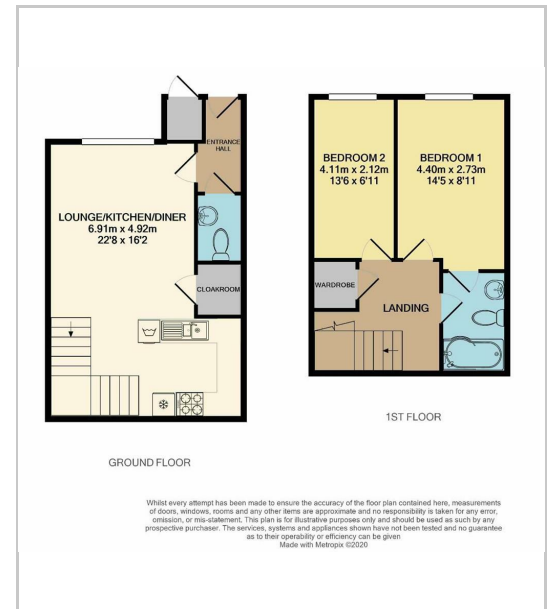 ENTRANCE
HALL
LOUNGE/KITCHEN/DINER
6.91m x 4.92m
22'8 x 16'2
CLOAKROOM
GROUND FLOOR
BEDROOM 2
4.11m x 2.12m
13'6 x 6'11
BEDROOM 1
4.40m x 2.73m
14'5 x 8'11
WARDROBE
LANDING
1ST FLOOR
Whilst every attempt has been made to ensure the accuracy of the floor plan contained here, measurements
of doors, windows, rooms and any other items are approximate and no responsibility is taken for any error,
omission, or mis-statement. This plan is for illustrative purposes only and should be used as such by any
prospective purchaser. The services, systems and appliances shown have not been tested and no guarantee
as to their operability or efficiency can be given
Made with Metropix ©2020